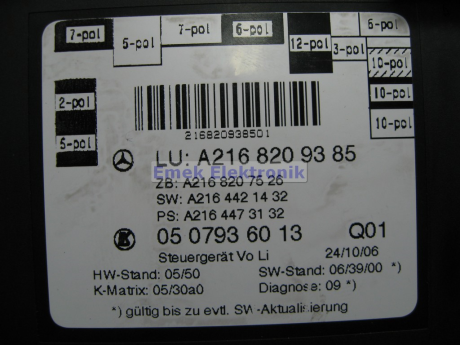 7-pol
5-pol
7-pol
6-pol
12-pol
3-pol
6-pol
10-pol
10-pol
10-pol
2-pol
5-pol
216820938501
LU: A216 820 93 85
Emek Elektronik
ZB: A216 820 75 26
SW: A216 442 14 32
PS: A216 447 31 32
05 0793 60 13 Q01
Steuergerät Vo Li 24/10/06
HW-Stand: 05/50 SW-Stand: 06/39/00 *)
K-Matrix: 05/30a0 Diagnose: 09 *)
*) gültig bis zu evtl. SW-Aktualisierung